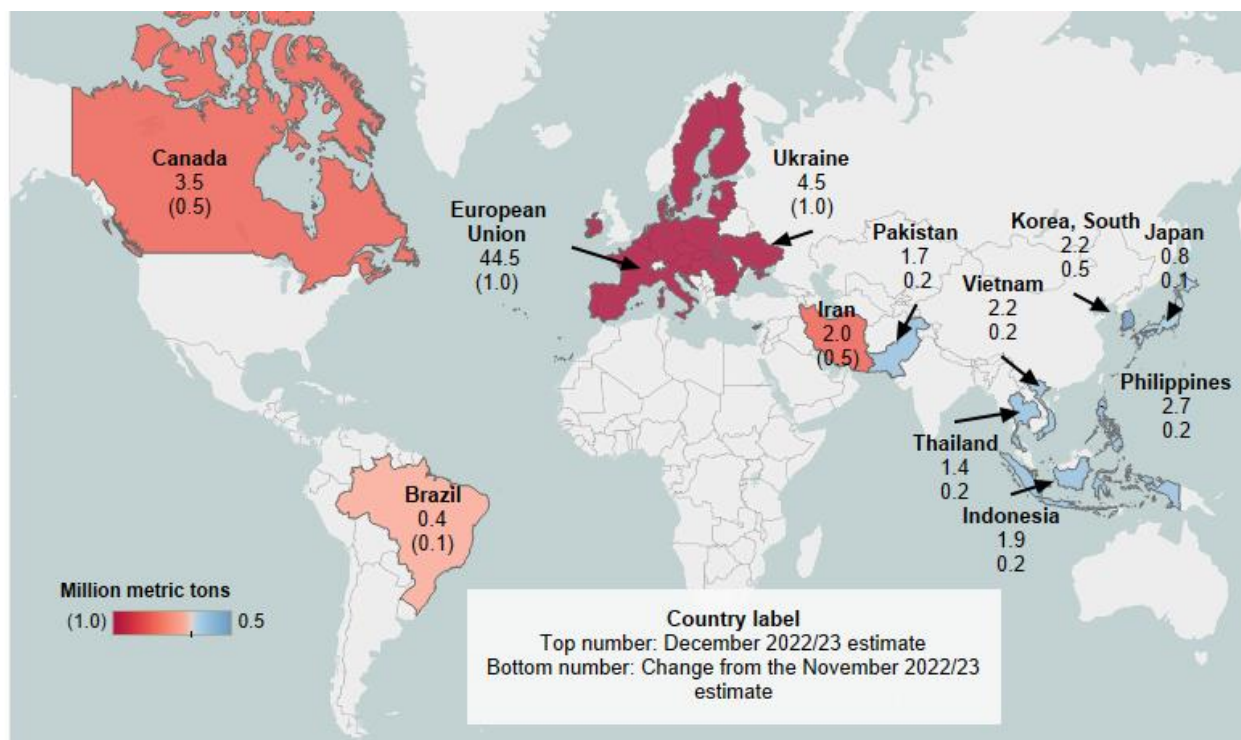 Canada
3.5
(0.5)
European
Union
44.5
(1.0)
Ukraine
4.5
(1.0)
Pakistan
1.7
0.2
Iran
2.0
(0.5)
Korea, South
2.2
0.5
Japan
0.8
0.1
Vietnam
2.2
0.2
Philippines
2.7
0.2
Thailand
1.4
0.2
Indonesia
1.9
0.2
Brazil
0.4
(0.1)
Million metric tons
(1.0) 0.5
Country label
Top number: December 2022/23 estimate
Bottom number: Change from the November 2022/23
estimate